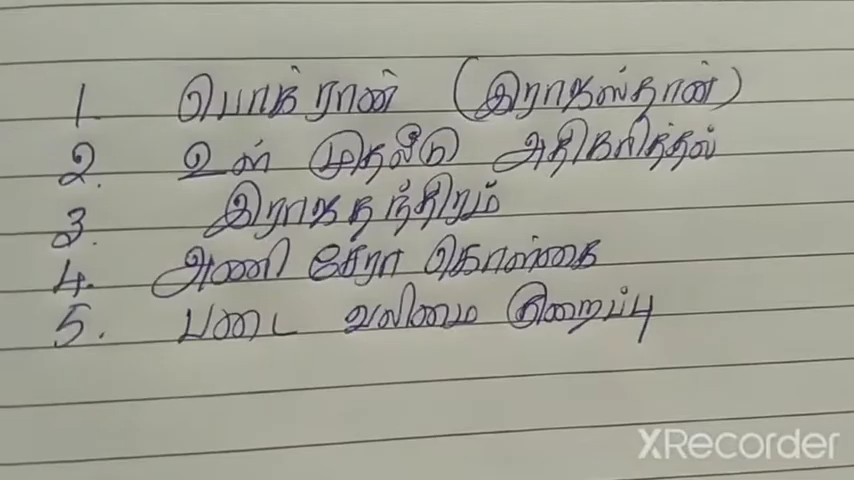 1. பொக்ரான் (இராஜஸ்தான்)
2. உள் முதலீடு அதிகரித்தல்
3. இராஜதந்திரம்
4. அணி சேரா கொள்கை
5. படை வலிமை குறைப்பு
XRecorder